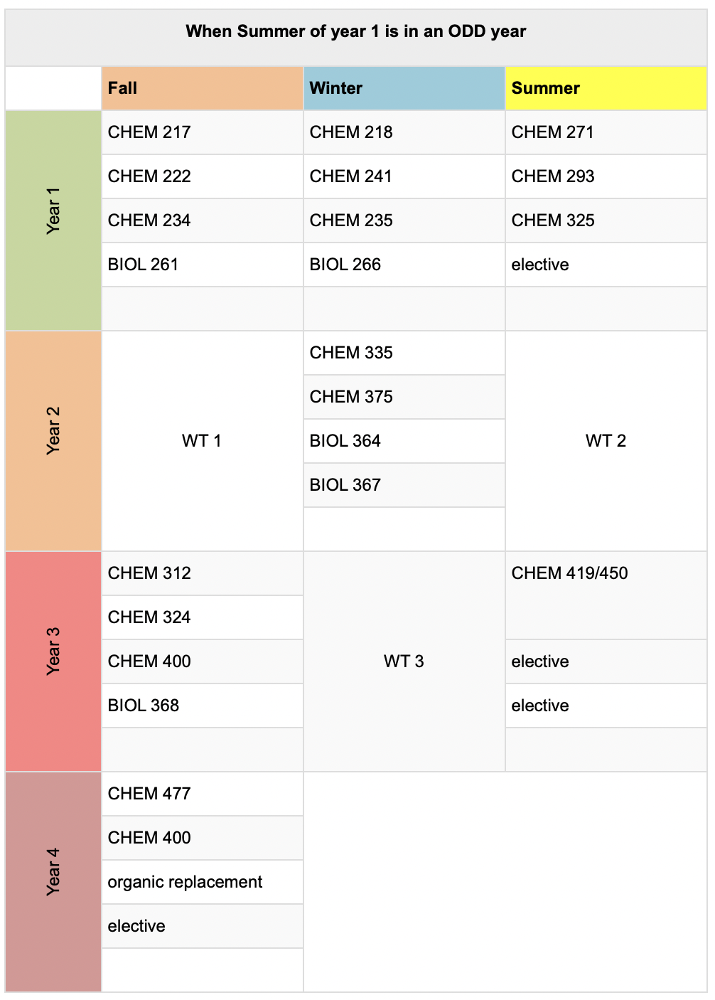 When Summer of year 1 is in an ODD year
Fall Winter Summer
Year 1
CHEM 217 CHEM 218 CHEM 271
CHEM 222 CHEM 241 CHEM 293
CHEM 234 CHEM 235 CHEM 325
BIOL 261 BIOL 266 elective
Year 2
WT 1
CHEM 335
CHEM 375
BIOL 364
BIOL 367
WT 2
Year 3
CHEM 312
CHEM 324
CHEM 400
BIOL 368
WT 3
CHEM 419/450
elective
elective
Year 4
CHEM 477
CHEM 400
organic replacement
elective